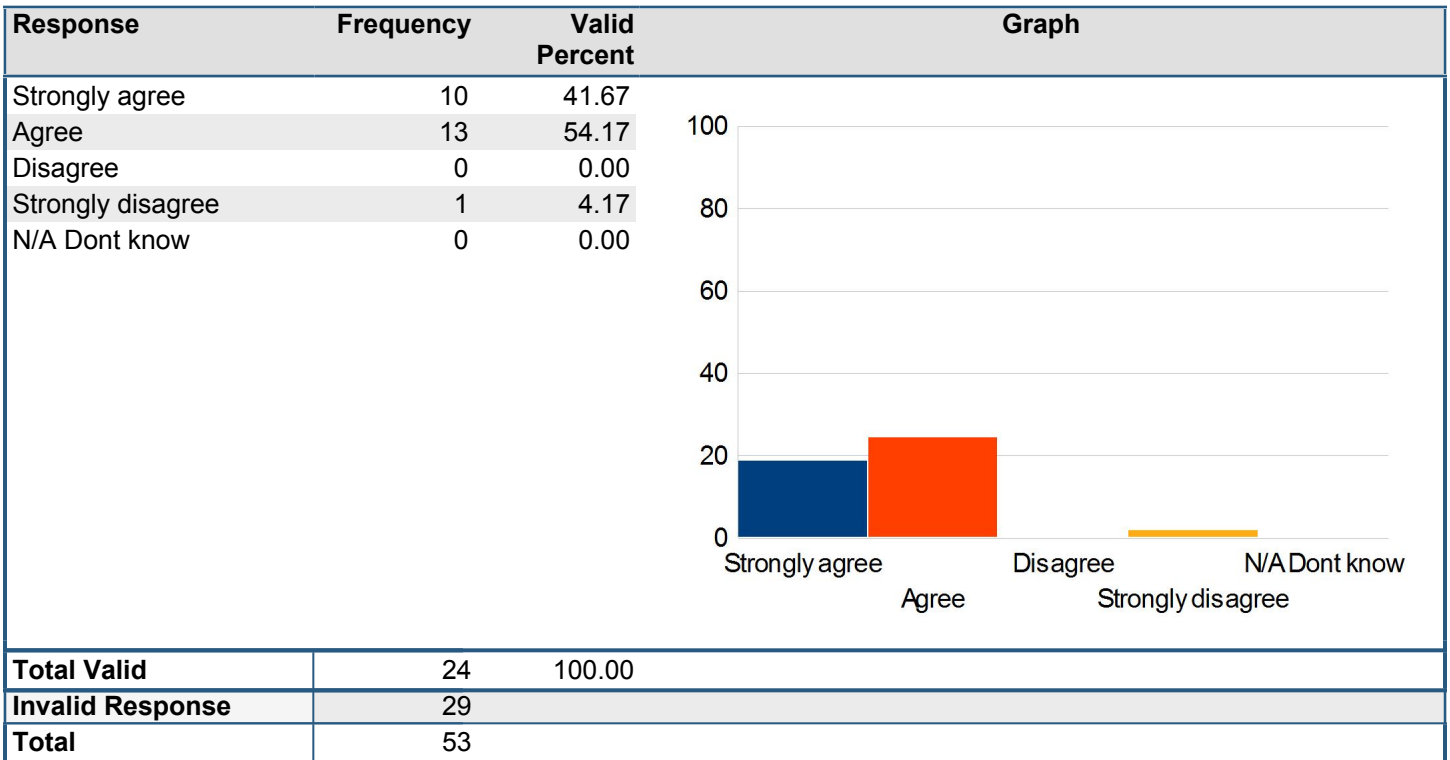 Response Frequency Valid Percent Graph
Strongly agree 10 41.67
Agree 13 54.17
Disagree 0 0.00
Strongly disagree 1 4.17
N/A Dont know 0 0.00
100
80
60
40
20
0
Strongly agree Disagree N/A Dont know
Agree Strongly disagree
Total Valid 24 100.00
Invalid Response 29
Total 53